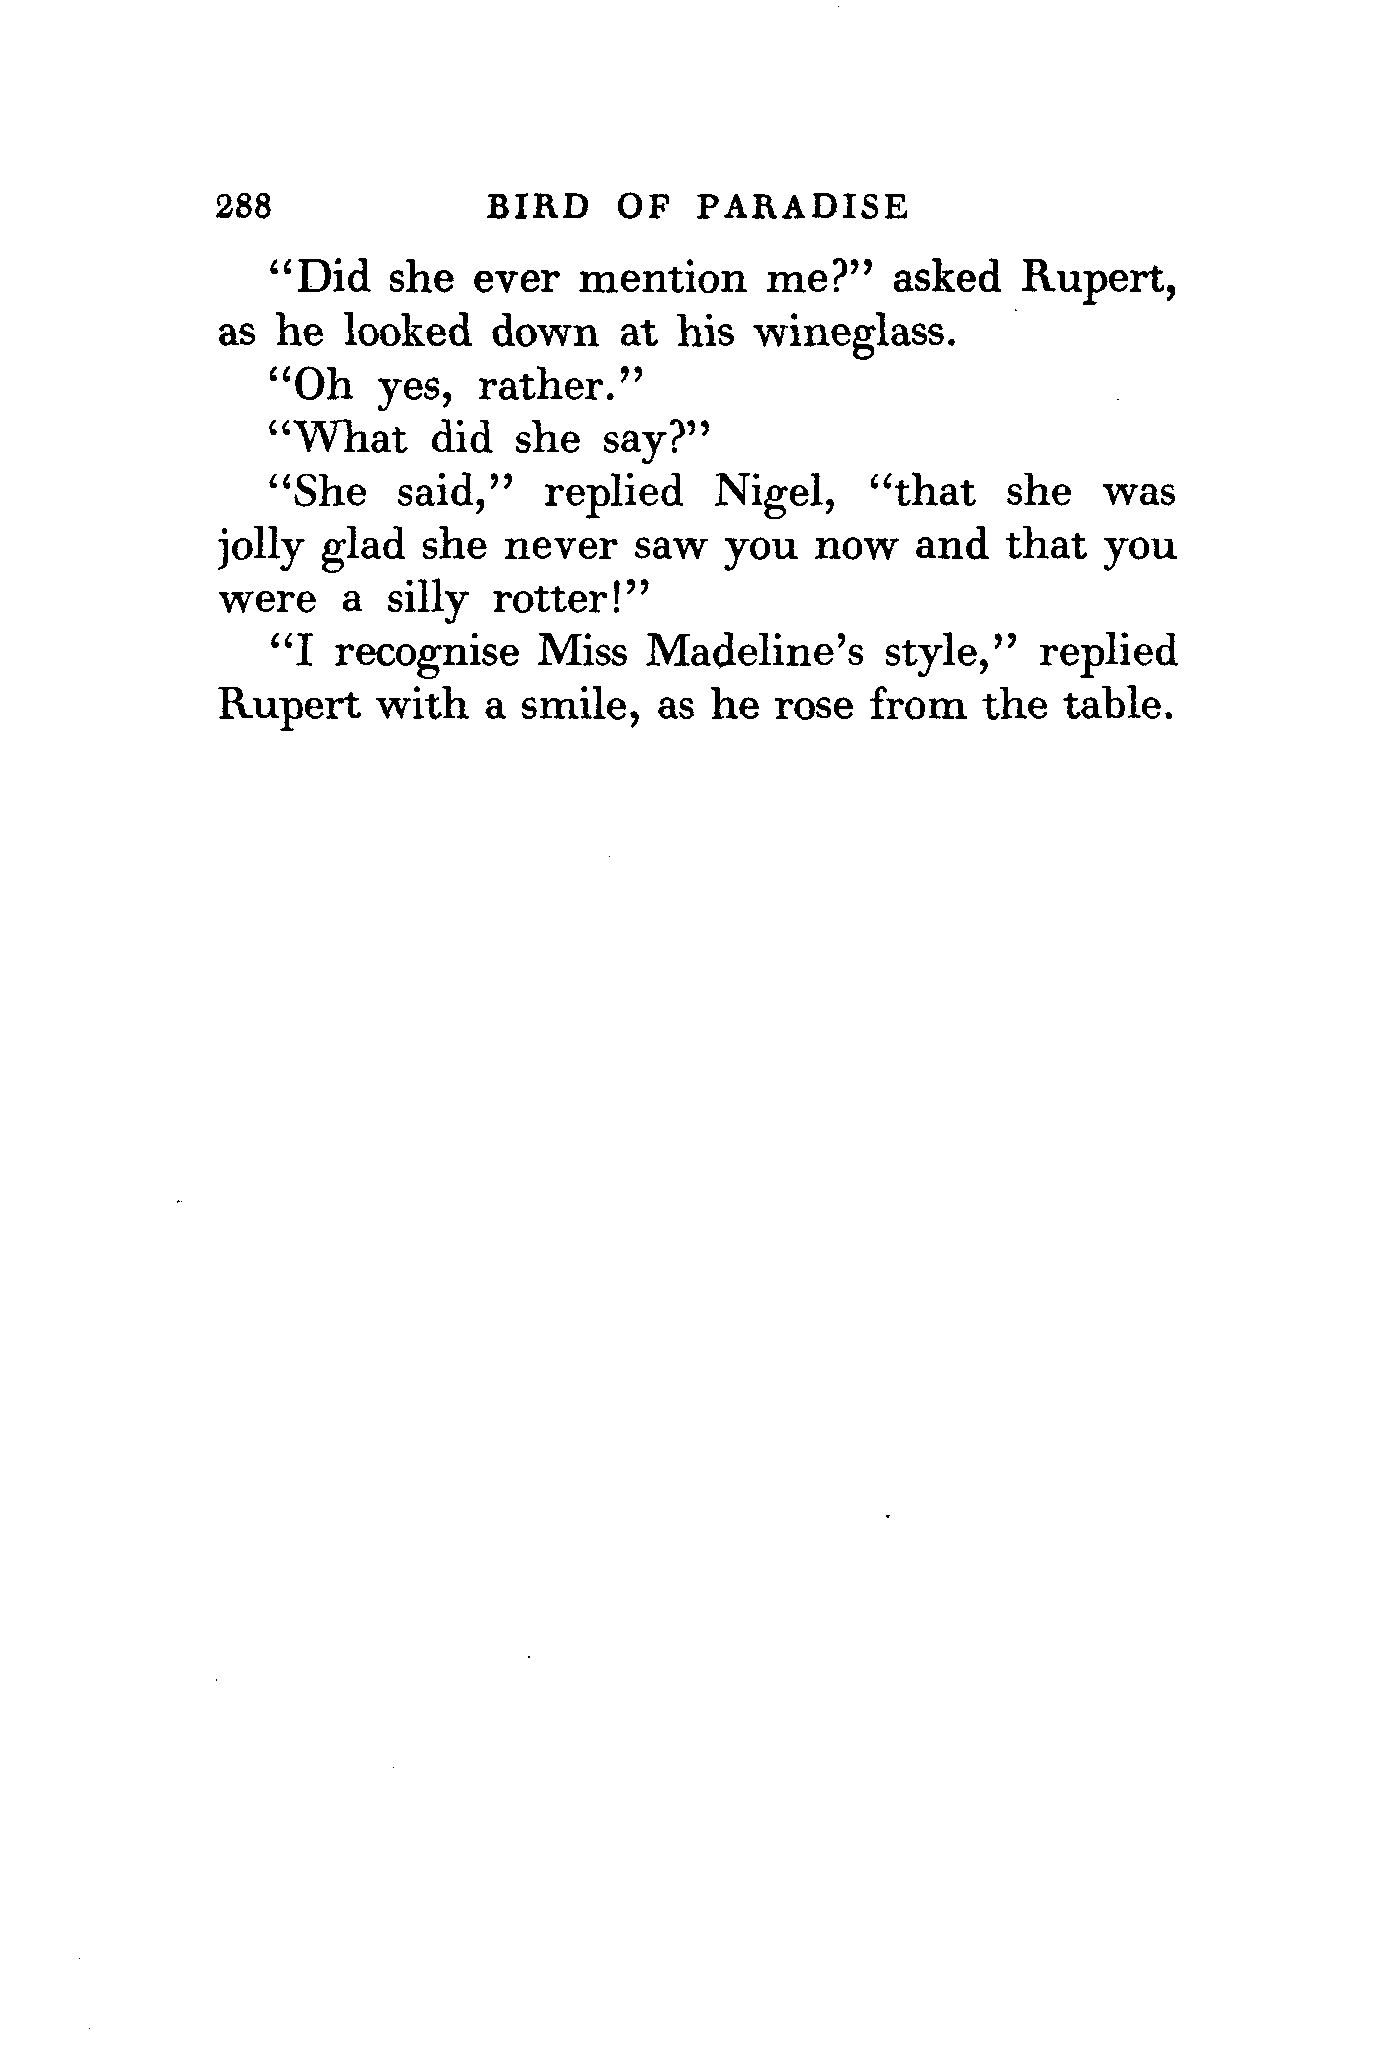 288 BIRD OF PARADISE
“Did she ever mention me?” asked Rupert,
as he looked down at his wineglass.
“Oh yes, rather.”
“What did she say?”
“She said,” replied Nigel, “that she was
jolly glad she never saw you now and that you
were a silly rotter!”
“I recognise Miss Madeline’s style,” replied
Rupert with a smile, as he rose from the table.